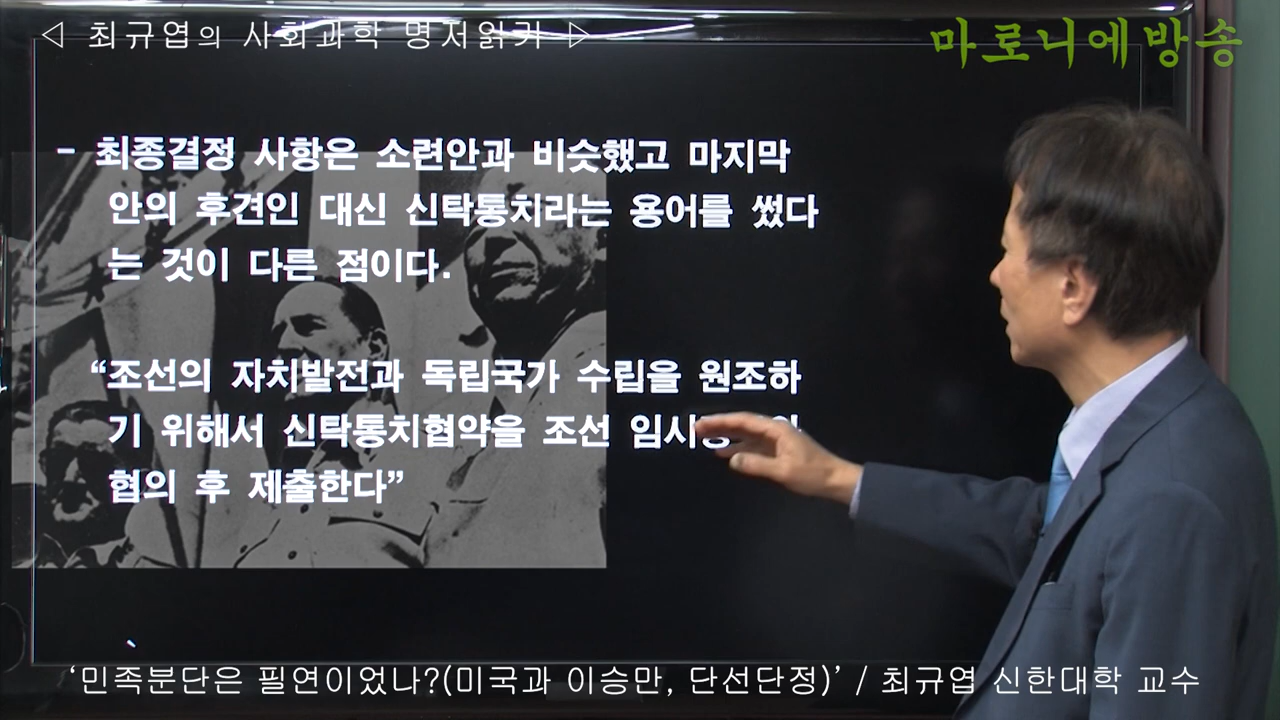 ◁ 최규엽의 사회과학 명저읽기 ▷
마로니에방송
- 최종결정 사항은 소련안과 비슷했고 마지막
안의 후견인 대신 신탁통치라는 용어를 썼다
는 것이 다른 점이다.
“조선의 자치발전과 독립국가 수립을 원조하
기 위해서 신탁통치협약을 조선
협의 후 제출한다”
‘민족분단은 필연이었나?(미국과 이승만, 단선단정)’ / 최규엽 신한대학 교수